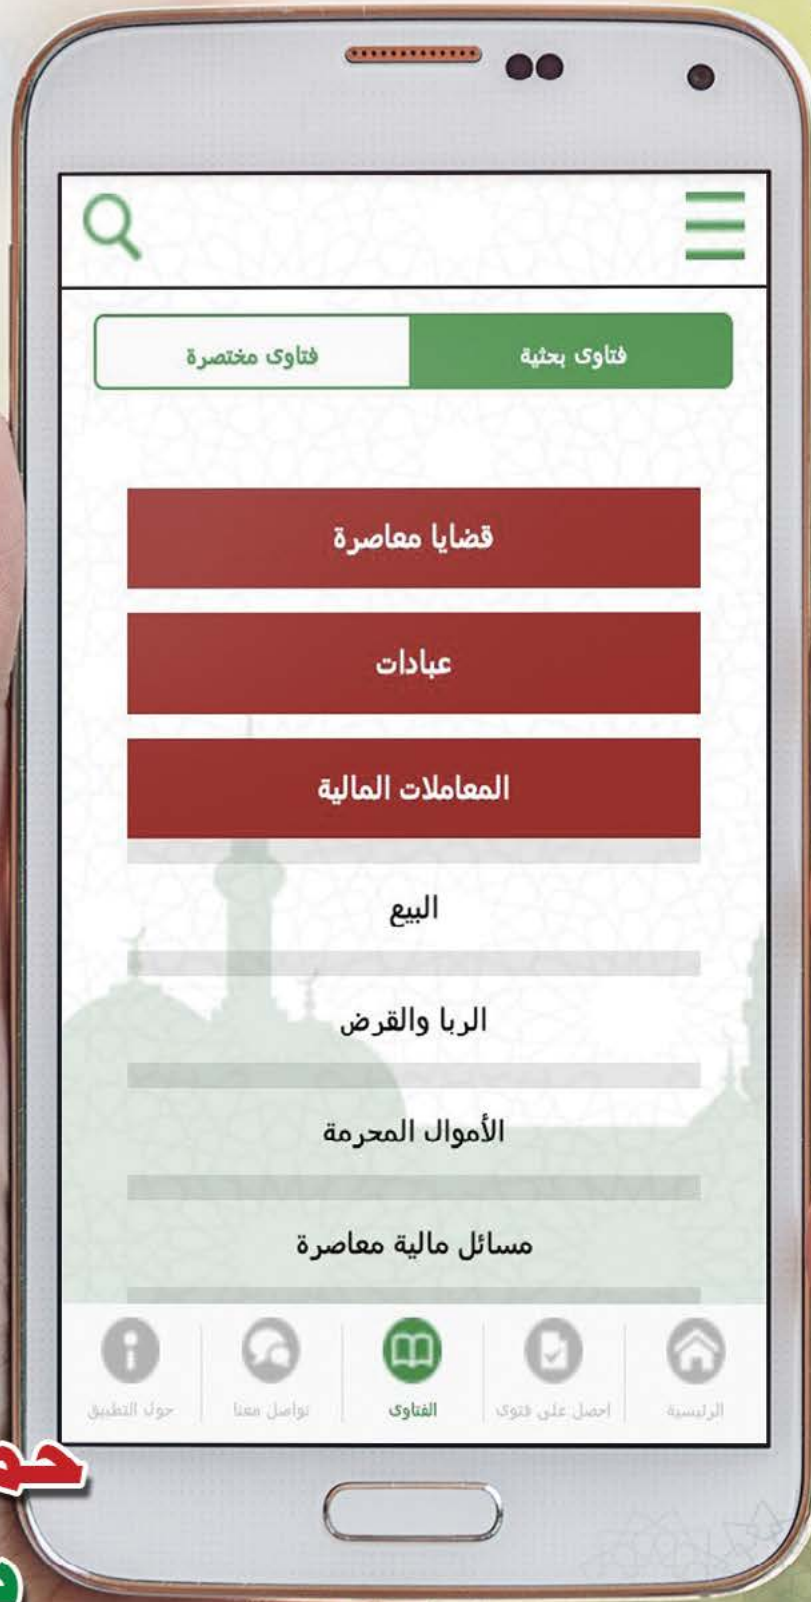 فتاوى بحثية فتاوى مختصرة
قضايا معاصرة
عبادات
المعاملات المالية
البيع
الربا والقرض
الأموال المحرمة
مسائل مالية معاصرة
الرئيسية احصل على فتوى الفتاوى تواصل معنا حول التطبيق